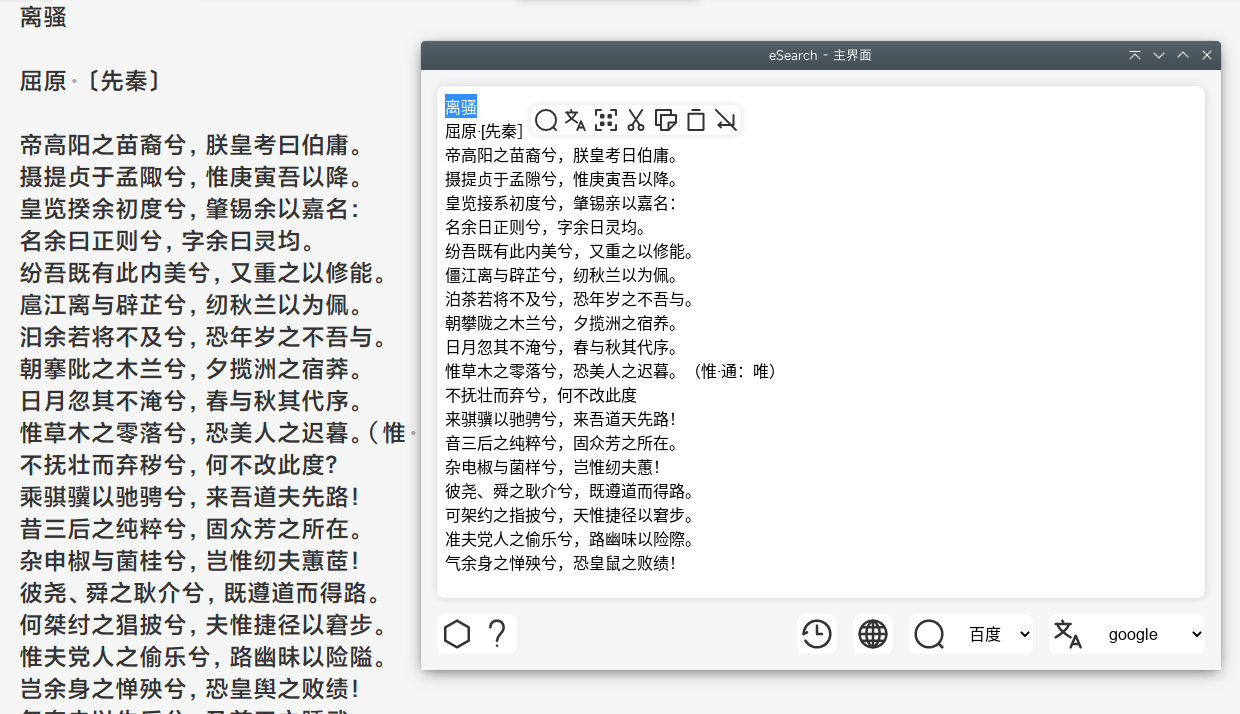 离骚
屈原·〔先秦〕
帝高阳之苗裔兮，朕皇考曰伯庸。
摄提贞于孟陬兮，惟庚寅吾以降。
皇览揆余初度兮，肇锡余以嘉名：
名余曰正则兮，字余曰灵均。
纷吾既有此内美兮，又重之以修能。
扈江离与辟芷兮，纫秋兰以为佩。
汩余若将不及兮，恐年岁之不吾与。
朝搴阰之木兰兮，夕揽洲之宿莽。
日月忽其不淹兮，春与秋其代序。
惟草木之零落兮，恐美人之迟暮。（惟·
不抚壮而弃秽兮，何不改此度？
乘骐骥以驰骋兮，来吾道夫先路！
昔三后之纯粹兮，固众芳之所在。
杂申椒与菌桂兮，岂惟纫夫蕙茝！
彼尧、舜之耿介兮，既遵道而得路。
何桀纣之猖披兮，夫惟捷径以窘步。
惟夫党人之偷乐兮，路幽昧以险隘。
岂余身之惮殃兮，恐皇舆之败绩！
eSearch - 主界面
离骚
屈原·[先秦]
帝高阳之苗裔兮，朕皇考日伯庸。
摄提贞于孟隙兮，惟庚寅吾以降。
皇览接系初度兮，肇锡亲以嘉名：
名余日正则兮，字余日灵均。
纷吾既有此内美兮，又重之以修能。
僵江离与辟芷兮，纫秋兰以为佩。
泊茶若将不及兮，恐年岁之不吾与。
朝攀陇之木兰兮，夕揽洲之宿养。
日月忽其不淹兮，春与秋其代序。
惟草木之零落兮，恐美人之迟暮。（惟·通：唯）
不抚壮而弃兮，何不改此度
来骐骥以驰骋兮，来吾道天先路！
音三后之纯粹兮，固众芳之所在。
杂电椒与菌样兮，岂惟纫夫蕙！
彼尧、舜之耿介兮，既遵道而得路。
可架约之指披兮，天惟捷径以窘步。
准夫党人之偷乐兮，路幽味以险際。
气余身之惮殃兮，恐皇鼠之败绩！
百度
google